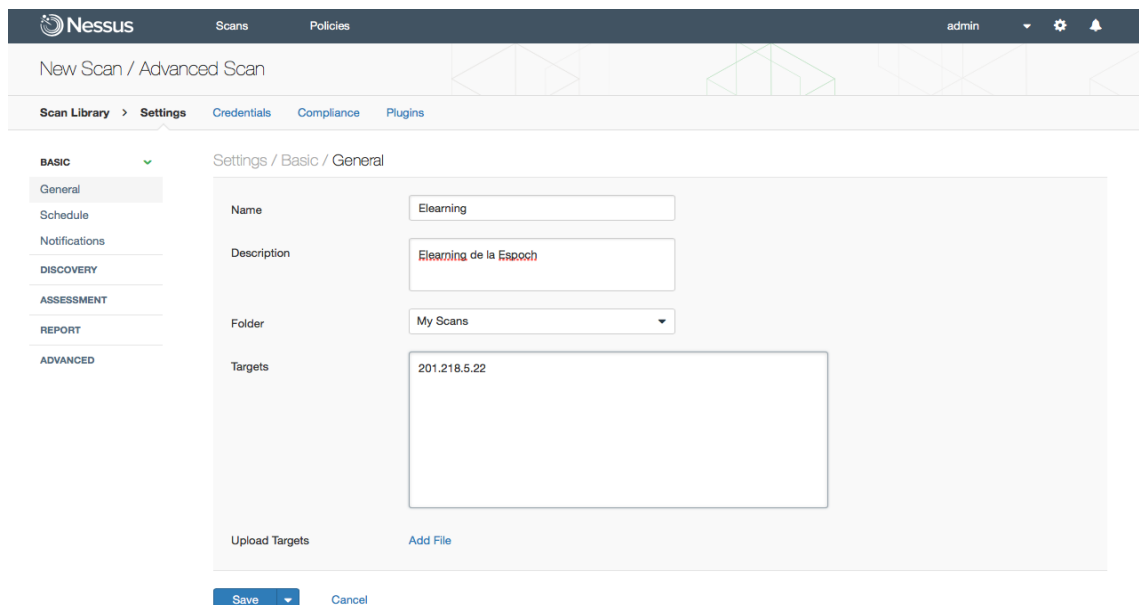 Nessus Scans Policies admin
New Scan / Advanced Scan
Scan Library > Settings Credentials Compliance Plugins
BASIC
General
Schedule
Notifications
DISCOVERY
ASSESSMENT
REPORT
ADVANCED
Settings / Basic / General
Name Elearning
Description Elearning de la Espoch
Folder My Scans
Targets 201.218.5.22
Upload Targets Add File
Save Cancel